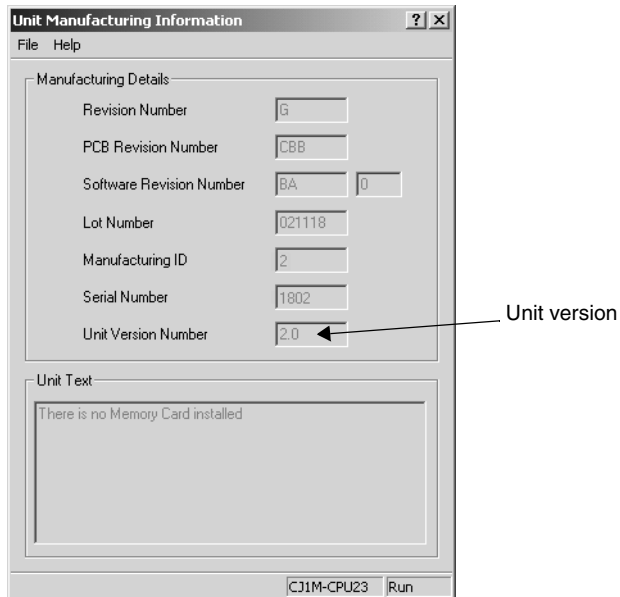 Unit Manufacturing Information
File Help
Manufacturing Details
Revision Number G
PCB Revision Number CBB
Software Revision Number BA 0
Lot Number 021118
Manufacturing ID 2
Serial Number 1802
Unit Version Number 2.0
Unit version
Unit Text
There is no Memory Card installed
CJ1M-CPU23 Run